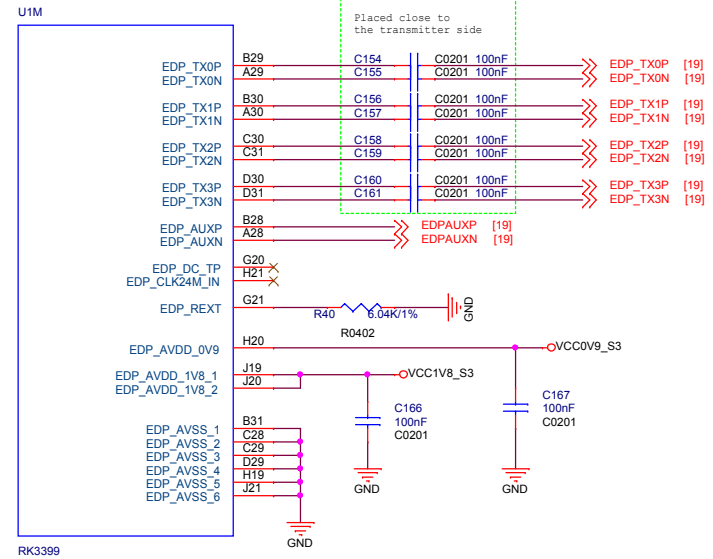 U1M
Placed close to
the transmitter side
EDP_TX0P B29 C154 C0201 100nF EDP_TX0P [19]
EDP_TX0N A29 C155 C0201 100nF EDP_TX0N [19]
EDP_TX1P B30 C156 C0201 100nF EDP_TX1P [19]
EDP_TX1N A30 C157 C0201 100nF EDP_TX1N [19]
EDP_TX2P C30 C158 C0201 100nF EDP_TX2P [19]
EDP_TX2N C31 C159 C0201 100nF EDP_TX2N [19]
EDP_TX3P D30 C160 C0201 100nF EDP_TX3P [19]
EDP_TX3N D31 C161 C0201 100nF EDP_TX3N [19]
EDP_AUXP B28 EDPAUXP [19]
EDP_AUXN A28 EDPAUXN [19]
EDP_DC_TP G20
EDP_CLK24M_IN H21
EDP_REXT G21 R40 6.04K/1% GND
R0402
EDP_AVDD_0V9 H20 VCC0V9_S3
EDP_AVDD_1V8_1 J19 VCC1V8_S3
EDP_AVDD_1V8_2 J20
C166
100nF
C0201
GND
C167
100nF
C0201
GND
EDP_AVSS_1 B31
EDP_AVSS_2 C28
EDP_AVSS_3 C29
EDP_AVSS_4 D29
EDP_AVSS_5 H19
EDP_AVSS_6 J21
GND
RK3399